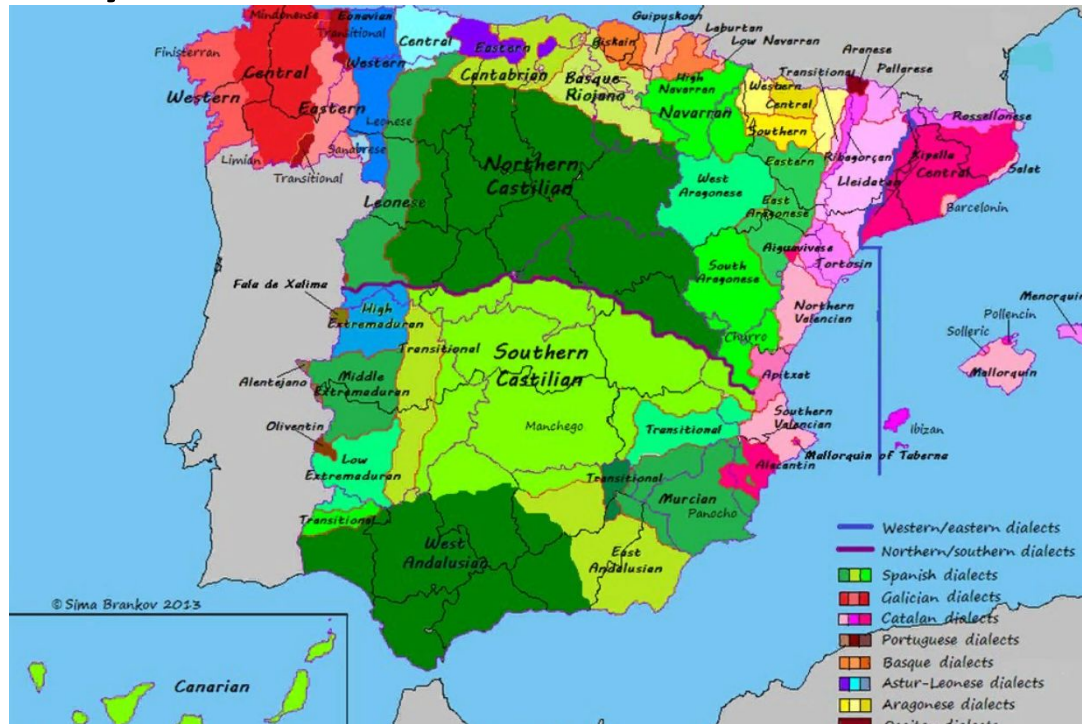 Mindonense
Eonavian
Transitional
Finisterran
Central
Western
Eastern
Limian
Transitional
Western
Central
Eastern
Leonese
Sanabrese
Cantabrian
Biskain
Basque-
Riojano
Guipuskoan
Laburtan
Low Navarran
High
Navarran
Navarran
Transitional
Aranese
Pallarese
Western
Central
Southern
Eastern
Ribagorçan
Rossellonese
Xipella
Central
Salat
Lleidatan
Barcelonin
Northern
Castilian
Leonese
West
Aragonese
East
Aragonese
Aiguavivese
Tortosin
South
Aragonese
Fala de Xalima
High
Extremaduran
Northern
Valencian
Menorquin
Pollencin
Solleric
Mallorquin
Churro
Transitional
Southern
Castilian
Alentejano
Middle
Extremaduran
Apitxat
Manchego
Transitional
Southern
Valencian
Ibizan
Oliventin
Low
Extremaduran
Mallorquin of Taberna
Alacantin
Transitional
Murcian
Panocho
Transitional
West
Andalusian
East
Andalusian
© Sima Brankov 2013
Canarian
Western/eastern dialects
Northern/southern dialects
Spanish dialects
Galician dialects
Catalan dialects
Portuguese dialects
Basque dialects
Astur-Leonese dialects
Aragonese dialects